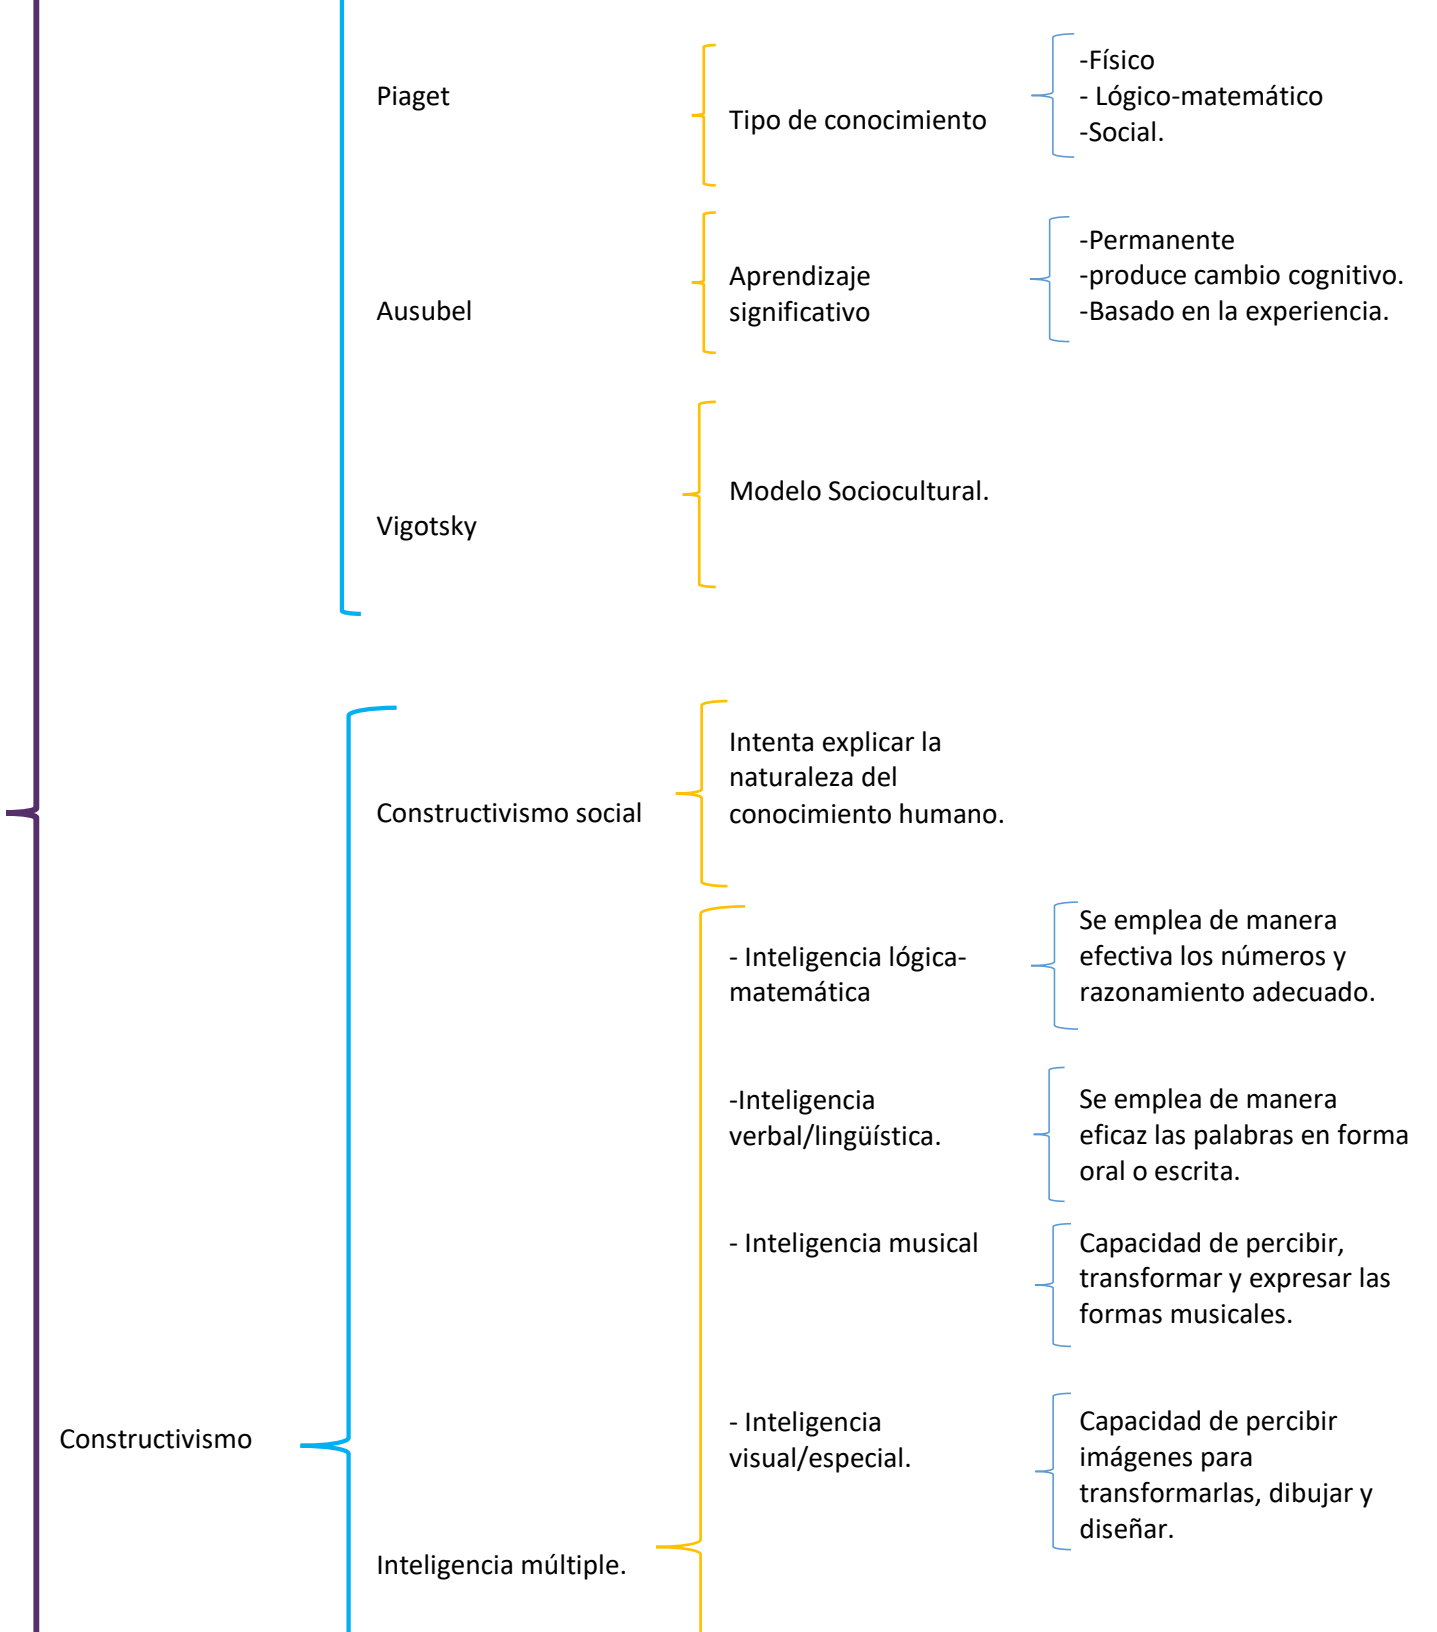 Piaget
Tipo de conocimiento
-Físico
- Lógico-matemático
-Social.
Ausubel
Aprendizaje
significativo
-Permanente
-produce cambio cognitivo.
-Basado en la experiencia.
Vigotsky
Modelo Sociocultural.
Constructivismo
Constructivismo social
Intenta explicar la
naturaleza del
conocimiento humano.
Inteligencia múltiple.
- Inteligencia lógica-
matemática
Se emplea de manera
efectiva los números y
razonamiento adecuado.
-Inteligencia
verbal/lingüística.
Se emplea de manera
eficaz las palabras en forma
oral o escrita.
- Inteligencia musical
Capacidad de percibir,
transformar y expresar las
formas musicales.
- Inteligencia
visual/especial.
Capacidad de percibir
imágenes para
transformarlas, dibujar y
diseñar.